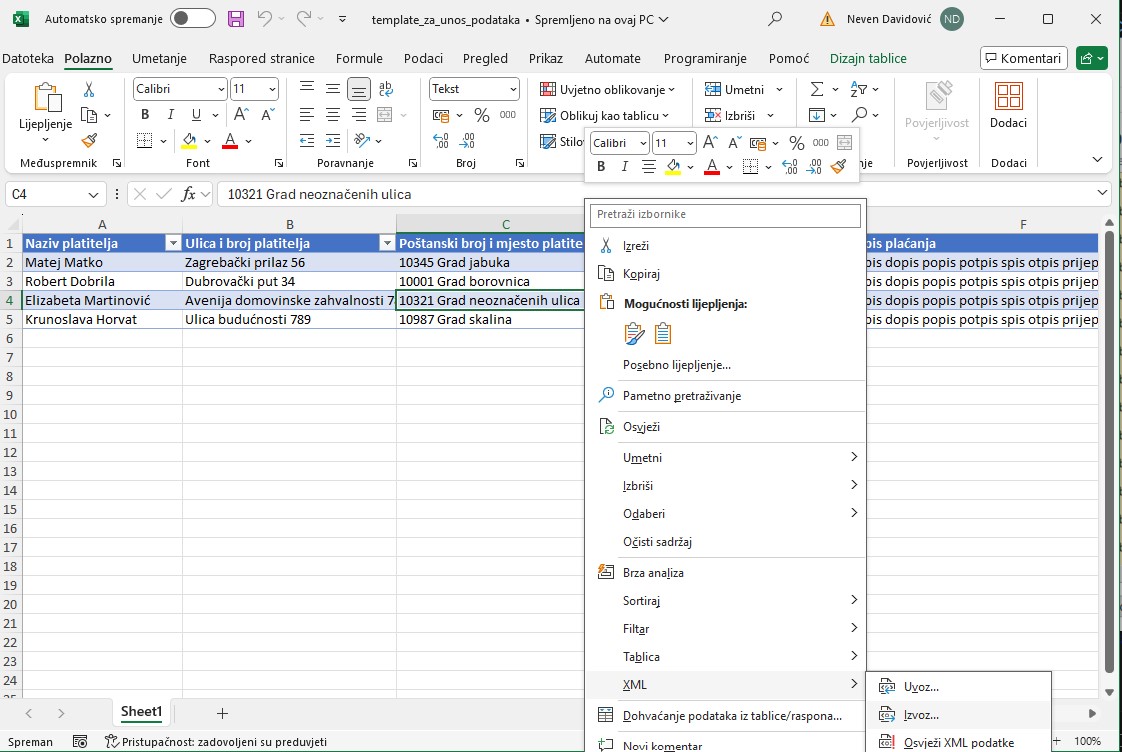 Automatsko spremanje
template_za_unos_podataka • Spremljeno na ovaj PC
Neven Davidović ND
Datoteka Polazno Umetanje Raspored stranice Formule Podaci Pregled Prikaz Automate Programiranje Pomoć Dizajn tablice Komentari
Lijepljenje
Međuspremnik
Calibri 11
B I U A A
A
Font
ab
Poravnanje
Tekst
% 000
Broj
Uvjetno oblikovanje
Oblikuj kao tablicu
Umetni
Izbriši
Povjerljivost
Povjerljivost
Dodaci
Dodaci
Calibri 11 A A % 000
B I A
C4
fx 10321 Grad neoznačenih ulica
A B C F
1 Naziv platitelja Ulica i broj platitelja Poštanski broj i mjesto platite pis plaćanja
2 Matej Matko Zagrebački prilaz 56 10345 Grad jabuka pis dopis popis potpis spis otpis prijep
3 Robert Dobrila Dubrovački put 34 10001 Grad borovnica
4 Elizabeta Martinović Avenija domovinske zahvalnosti 7 10321 Grad neoznačenih ulica pis dopis popis potpis spis otpis prijep
5 Krunoslava Horvat Ulica budućnosti 789 10987 Grad skalina pis dopis popis potpis spis otpis prijep
6
7
8
9
10
11
12
13
14
15
16
17
18
19
20
21
22
23
24
Pretraži izbornike
Izreži
Kopiraj
Mogućnosti lijepljenja:
Posebno lijepljenje...
Pametno pretraživanje
Osvježi
Umetni
Izbriši
Odaberi
Očisti sadržaj
Brza analiza
Sortiraj
Filtar
Tablica
XML
Dohvaćanje podataka iz tablice/raspona...
Novi komentar
Uvoz...
Izvoz...
Osvježi XML podatke
Sheet1
Spreman
Pristupačnost: zadovoljeni su preduvjeti
100%